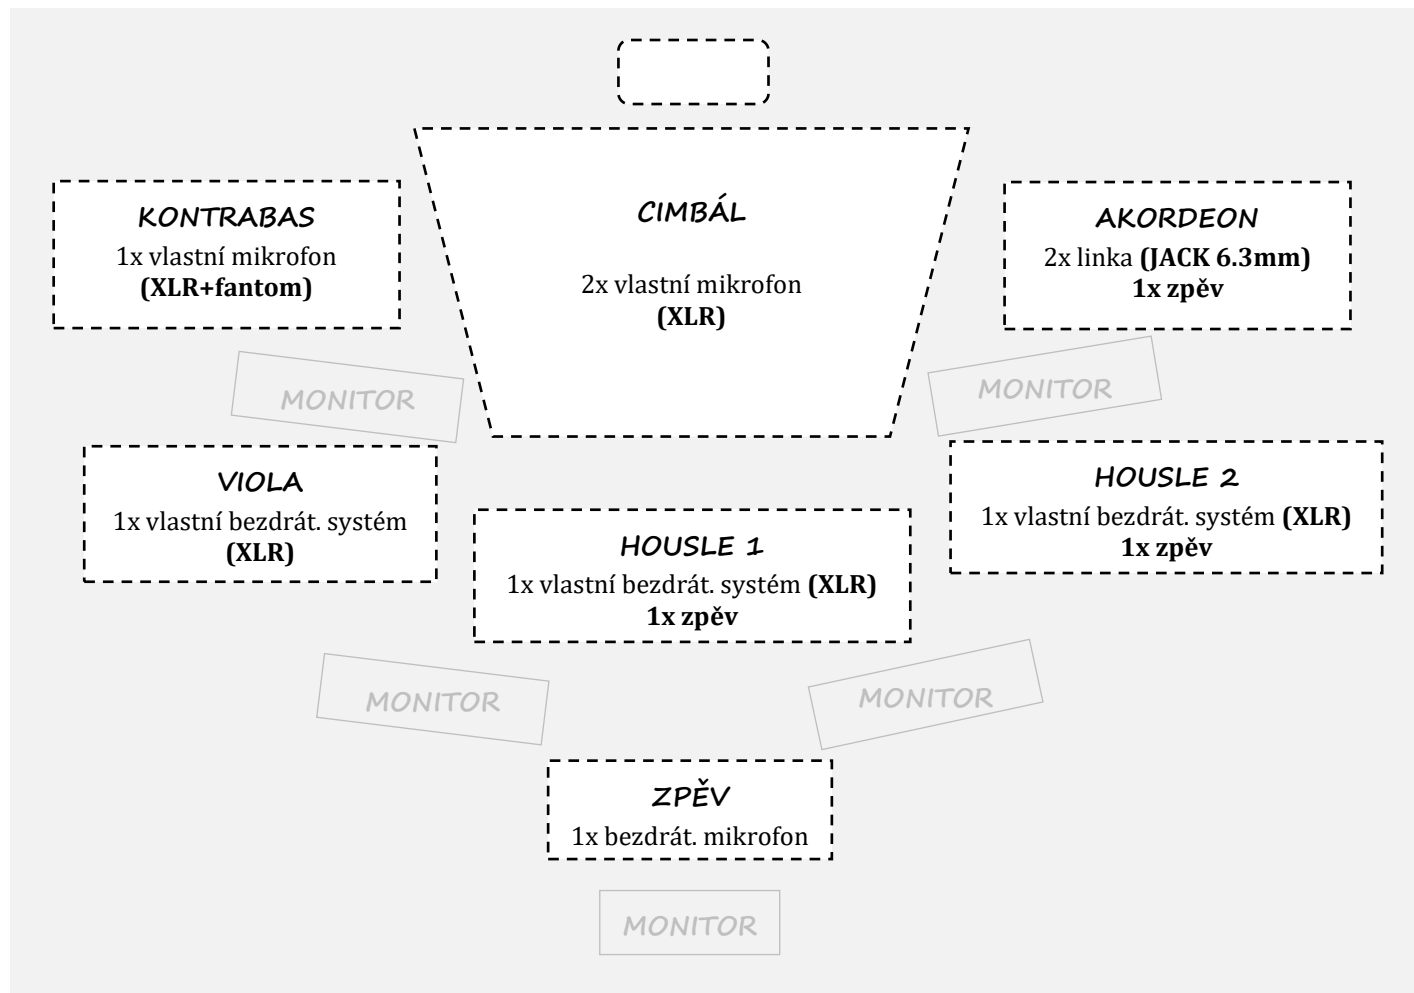 KONTRABAS
1x vlastní mikrofon
(XLR+fantom)
CIMBÁL
2x vlastní mikrofon
(XLR)
AKORDEON
2x linka (JACK 6.3mm)
1x zpěv
MONITOR
MONITOR
VIOLA
1x vlastní bezdrát. systém
(XLR)
HOUSLE 1
1x vlastní bezdrát. systém (XLR)
1x zpěv
HOUSLE 2
1x vlastní bezdrát. systém (XLR)
1x zpěv
MONITOR
MONITOR
ZPĚV
1x bezdrát. mikrofon
MONITOR